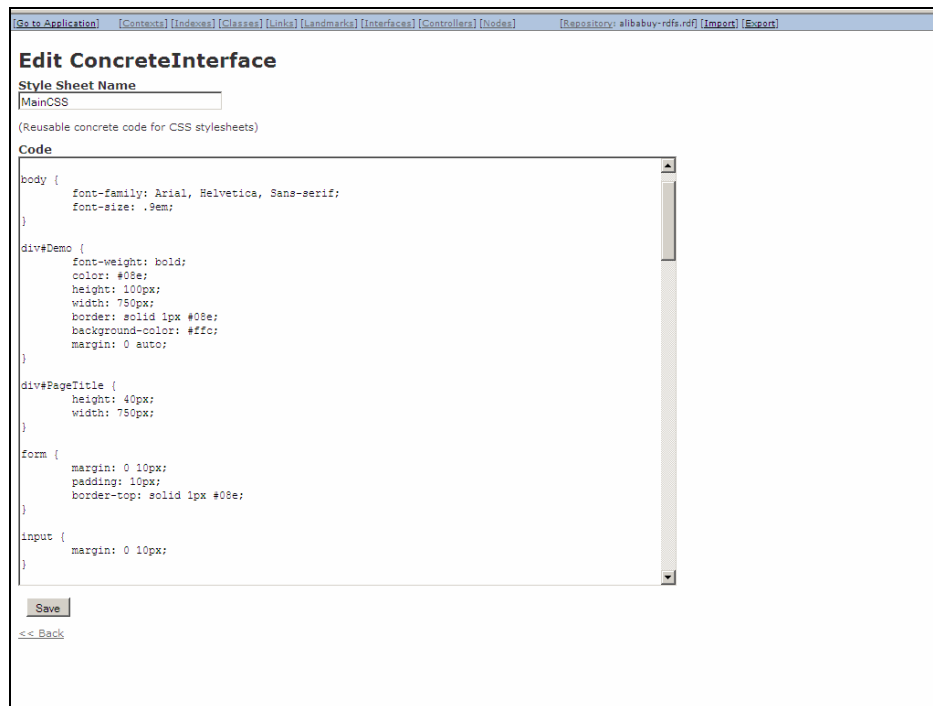 [Go to Application] [Contexts] [Indexes] [Classes] [Links] [Landmarks] [Interfaces] [Controllers] [Nodes] [Repository: alibabuy-rdfs.rdf] [Import] [Export]
Edit ConcreteInterface
Style Sheet Name
MainCSS
(Reusable concrete code for CSS stylesheets)
Code
body {
font-family: Arial, Helvetica, Sans-serif;
font-size: .9em;
}
div#Demo {
font-weight: bold;
color: #08e;
height: 100px;
width: 750px;
border: solid 1px #08e;
background-color: #ffc;
margin: 0 auto;
}
div#PageTitle {
height: 40px;
width: 750px;
}
form {
margin: 0 10px;
padding: 10px;
border-top: solid 1px #08e;
}
input {
margin: 0 10px;
}
Save
<< Back